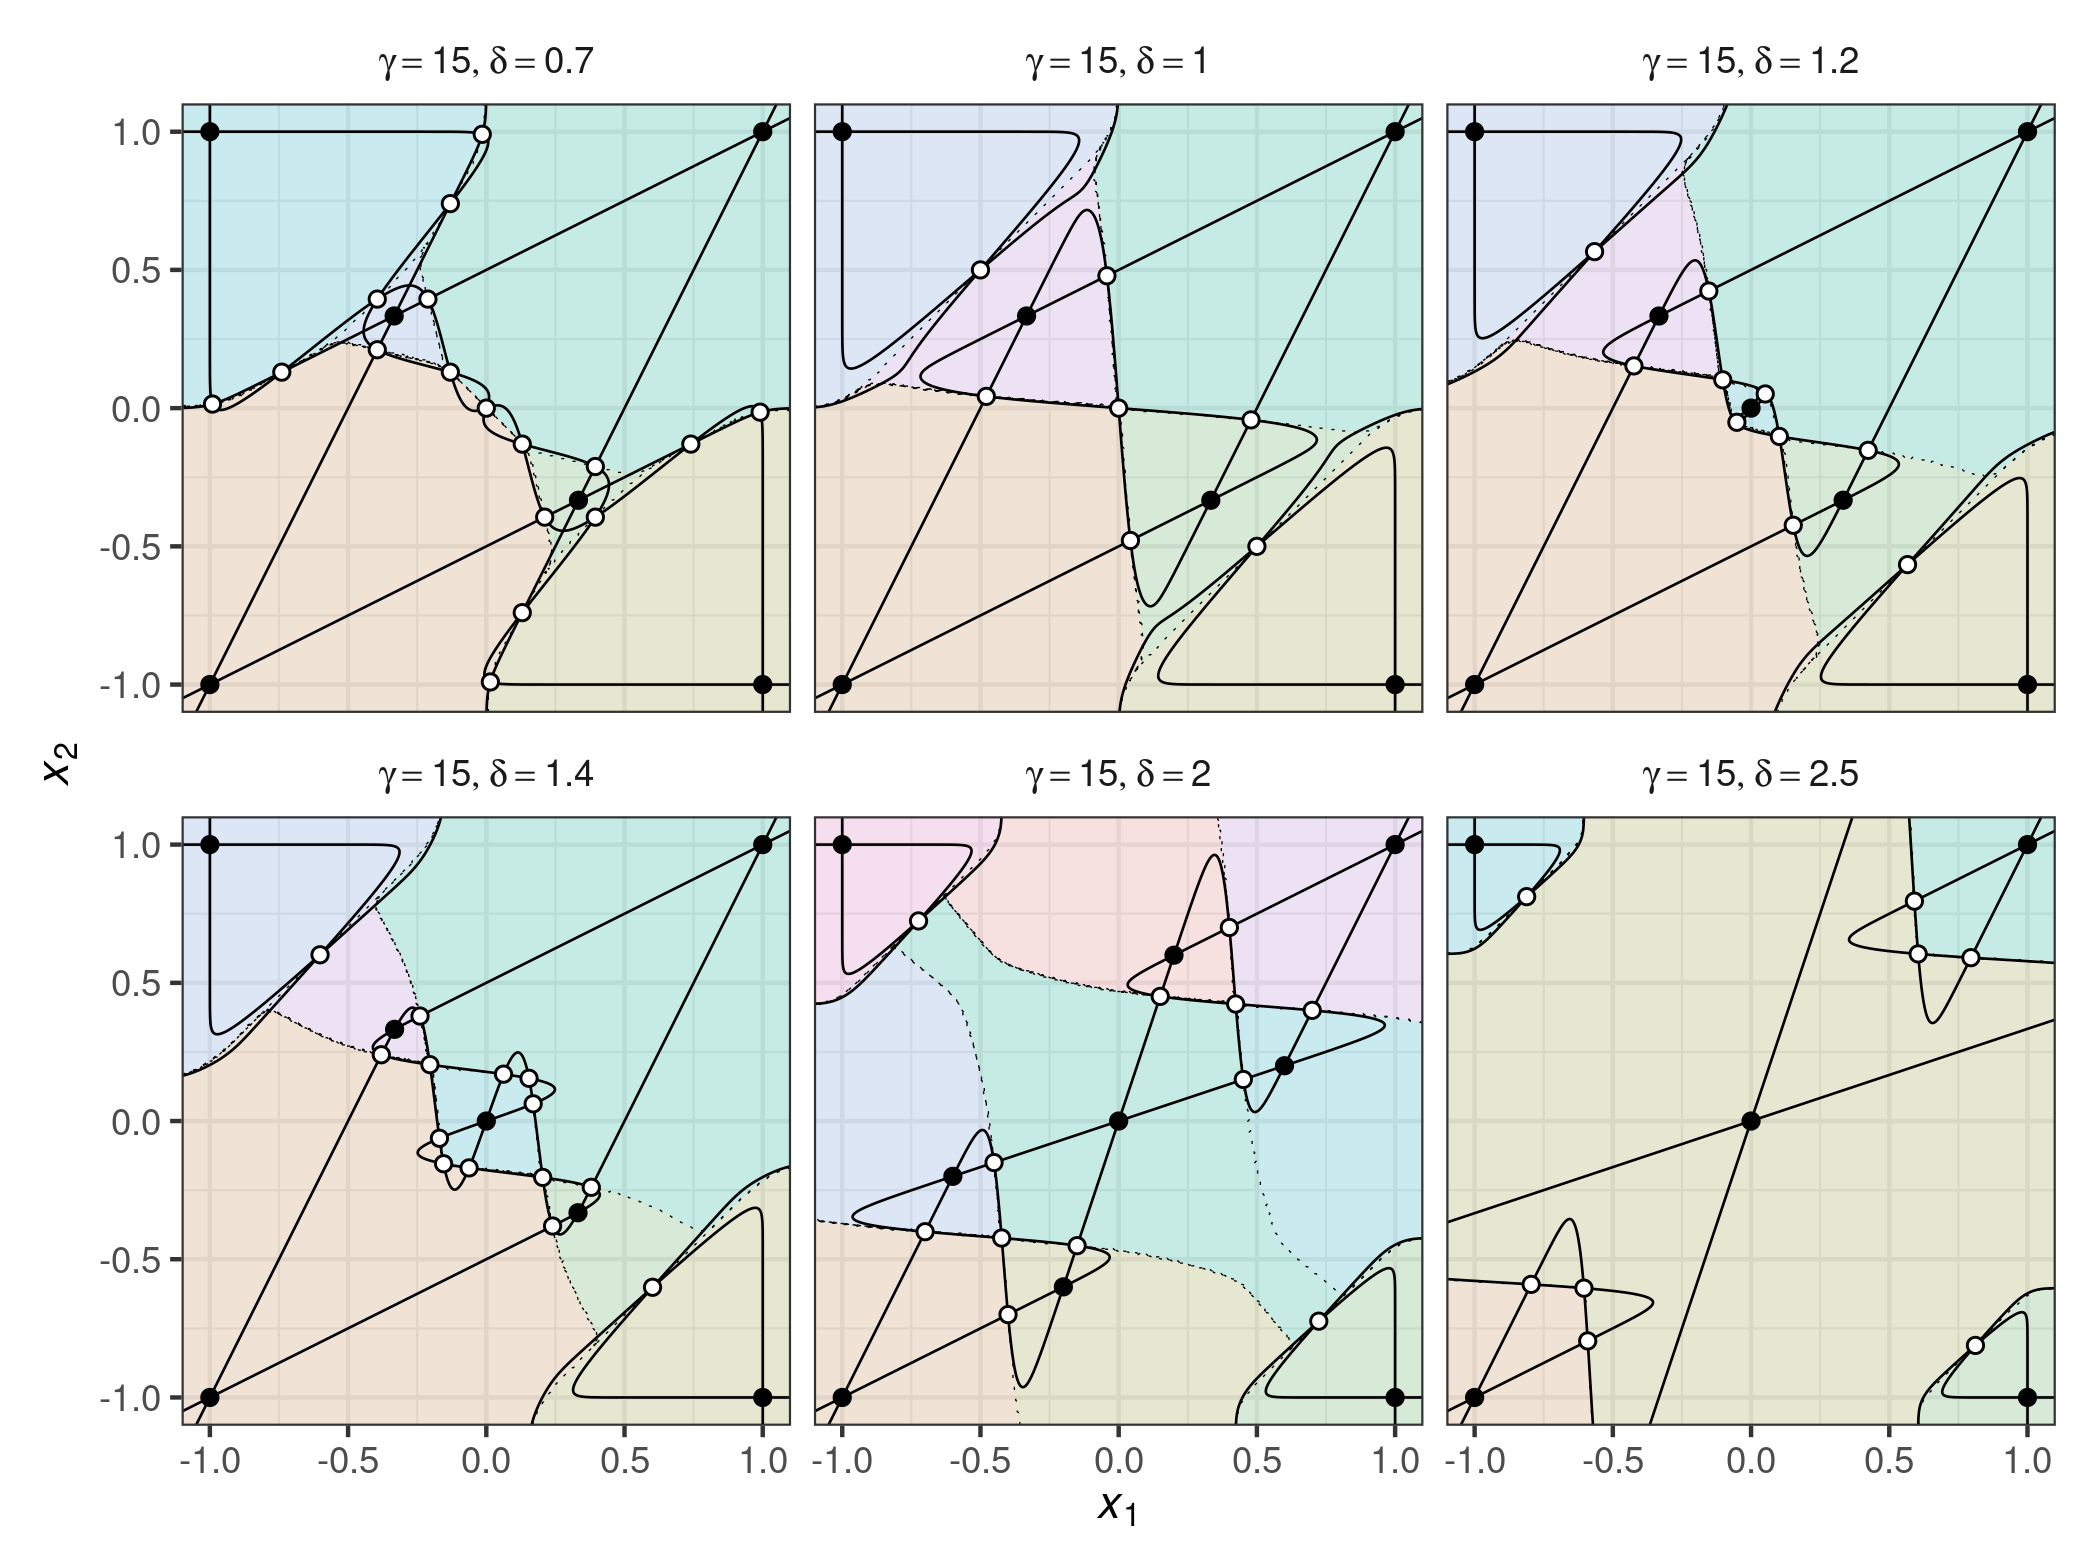 γ = 15, δ = 0.7
γ = 15, δ = 1
γ = 15, δ = 1.2
1.0
0.5
0.0
-0.5
-1.0
x2
γ = 15, δ = 1.4
γ = 15, δ = 2
γ = 15, δ = 2.5
1.0
0.5
0.0
-0.5
-1.0
-1.0 -0.5 0.0 0.5 1.0
-1.0 -0.5 0.0 0.5 1.0
-1.0 -0.5 0.0 0.5 1.0
x1